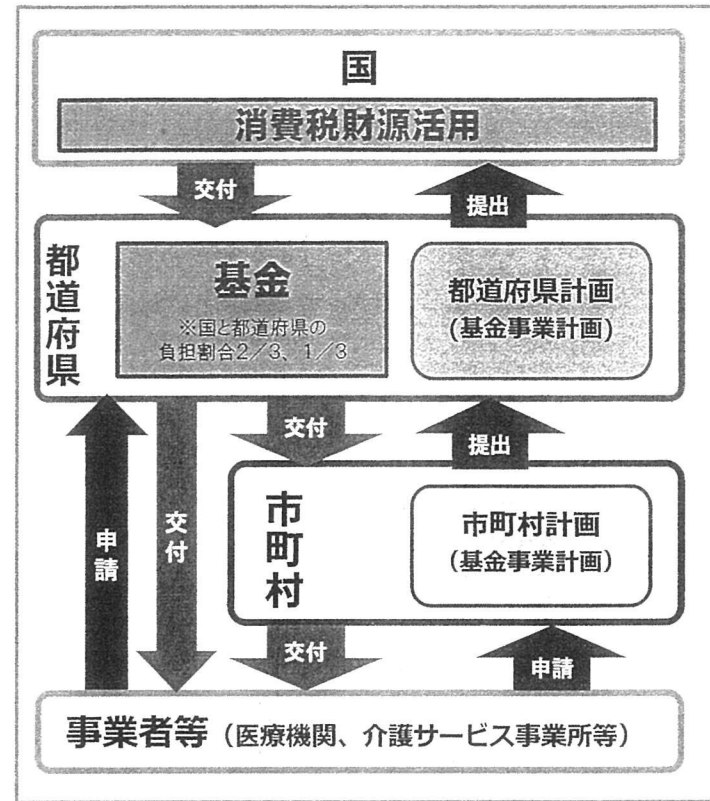 国
消費税財源活用
交付
提出
都道府県
基金
※国と都道府県の
負担割合2/3、1/3
都道府県計画
(基金事業計画)
交付
提出
申請
交付
市町村
市町村計画
(基金事業計画)
交付
申請
事業者等(医療機関、介護サービス事業所等)